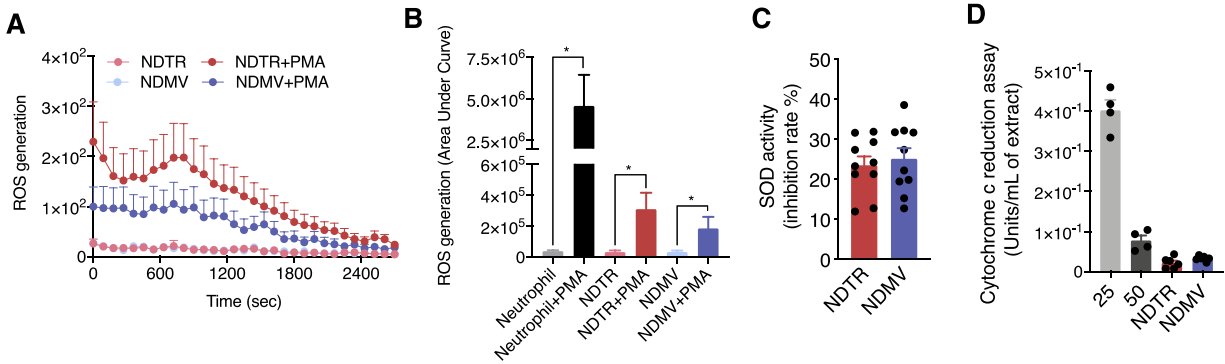 A
ROS generation
4×10²
3×10²
2×10²
1×10²
0
NDTR
NDMV
NDTR+PMA
NDMV+PMA
0
600
1200
1800
2400
Time (sec)
B
ROS generation (Area Under Curve)
7.5×10⁶
5.0×10⁶
2.5×10⁶
6×10⁵
4×10⁵
2×10⁵
0
*
*
*
Neutrophil
Neutrophil+PMA
NDTR
NDTR+PMA
NDMV
NDMV+PMA
C
SOD activity
(inhibition rate %)
50
40
30
20
10
0
NDTR
NDMV
D
Cytochrome c reduction assay
(Units/mL of extract)
5×10⁻¹
4×10⁻¹
3×10⁻¹
2×10⁻¹
1×10⁻¹
0
25
50
NDTR
NDMV